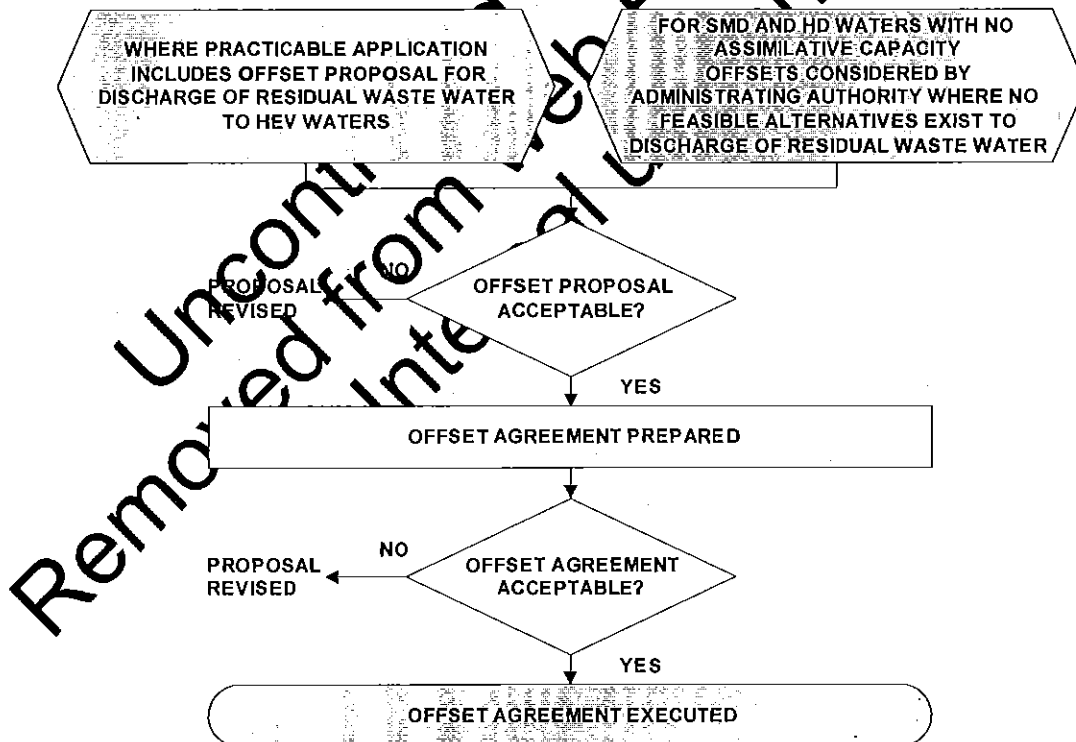 WHERE PRACTICABLE APPLICATION
INCLUDES OFFSET PROPOSAL FOR
DISCHARGE OF RESIDUAL WASTE WATER
TO HEV WATERS
FOR SMD AND HD WATERS WITH NO
ASSIMILATIVE CAPACITY
OFFSETS CONSIDERED BY
ADMINISTRATING AUTHORITY WHERE NO
FEASIBLE ALTERNATIVES EXIST TO
DISCHARGE OF RESIDUAL WASTE WATER
OFFSET PROPOSAL
ACCEPTABLE?
NO
PROPOSAL
REVISED
YES
OFFSET AGREEMENT PREPARED
OFFSET AGREEMENT
ACCEPTABLE?
NO
PROPOSAL
REVISED
YES
OFFSET AGREEMENT EXECUTED
Removed from